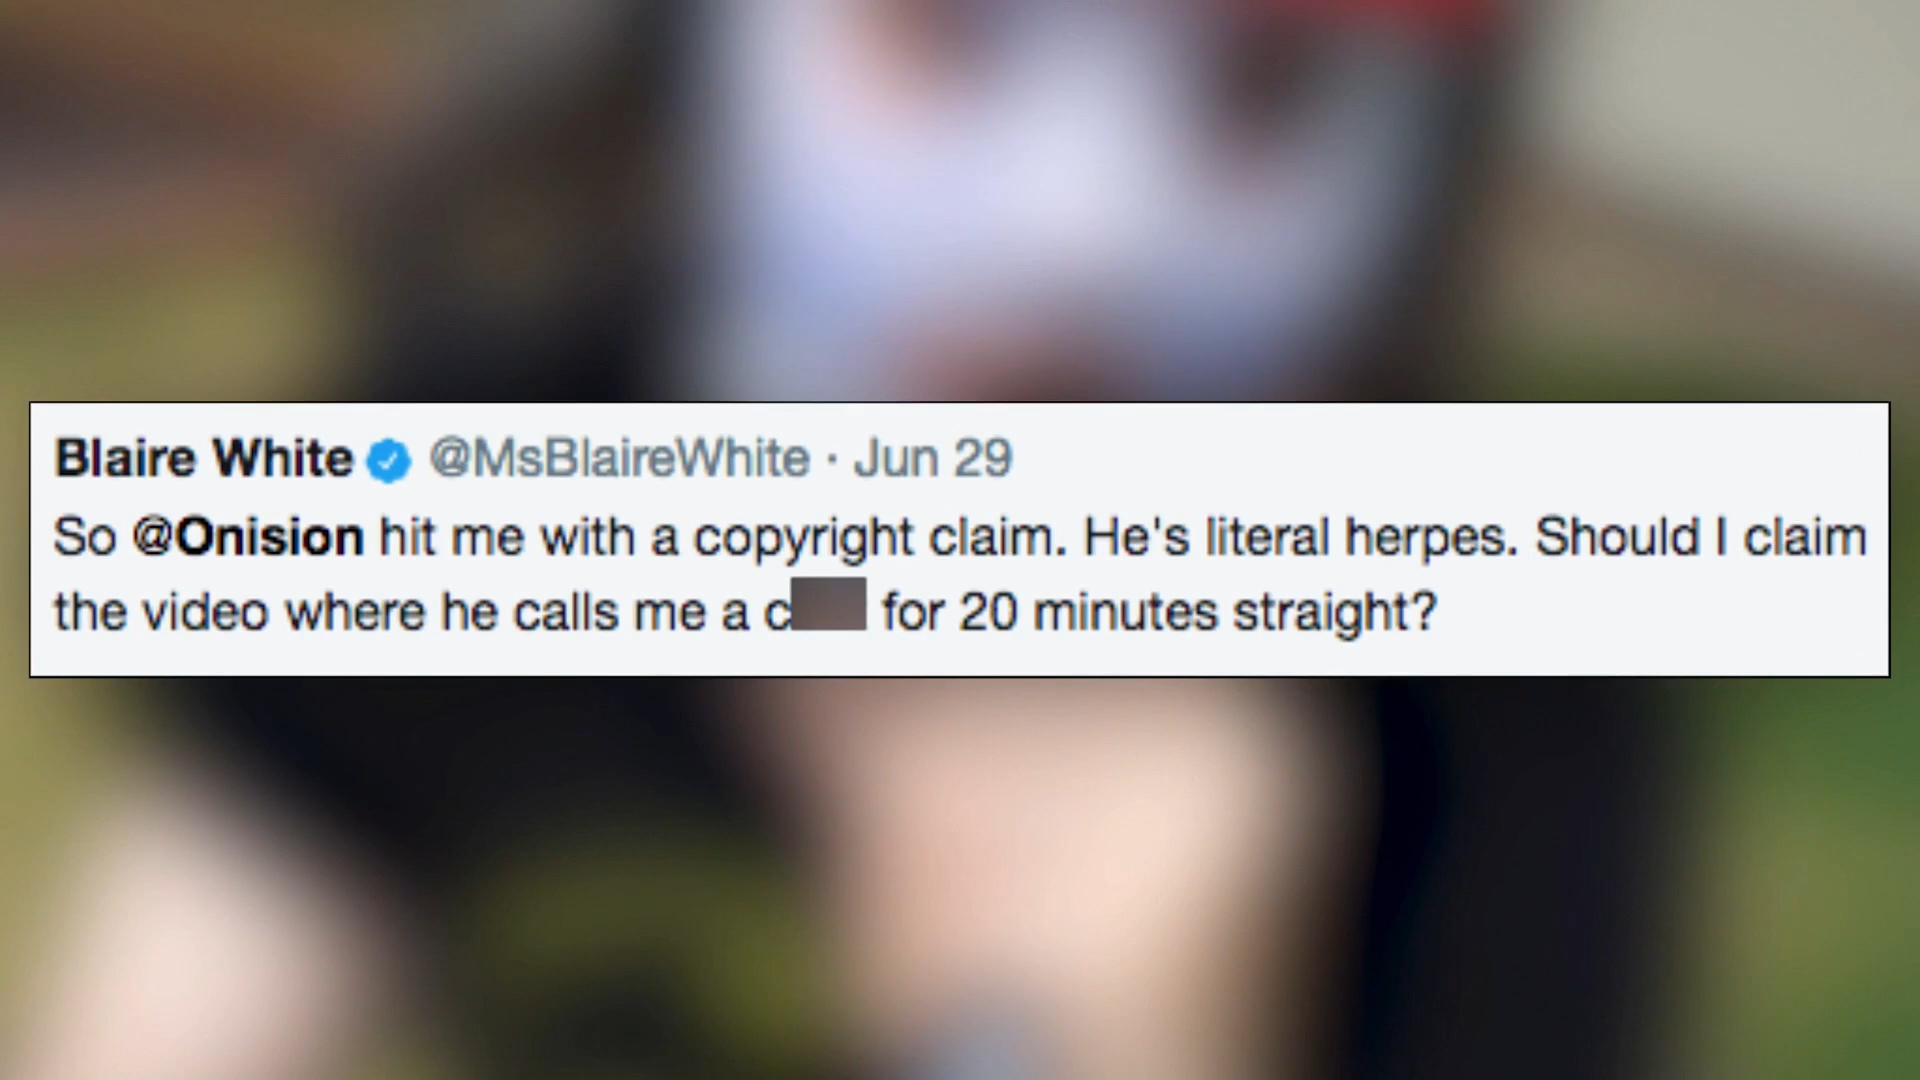 Blaire White @MsBlaireWhite · Jun 29
So @Onision hit me with a copyright claim. He's literal herpes. Should I claim
the video where he calls me a c for 20 minutes straight?